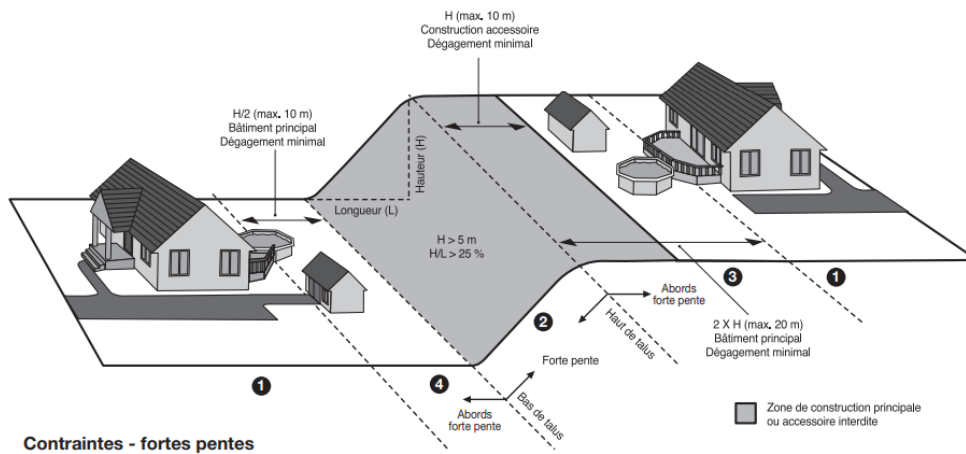 H (max. 10 m)
Construction accessoire
Dégagement minimal
H/2 (max. 10 m)
Bâtiment principal
Dégagement minimal
Hauteur (H)
Longueur (L)
H > 5 m
H/L > 25 %
3
1
2
Abords
forte pente
Haut de talus
2 X H (max. 20 m)
Bâtiment principal
Dégagement minimal
Forte pente
1
4
Abords
forte pente
Bas de talus
Zone de construction principale
ou accessoire interdite
Contraintes - fortes pentes